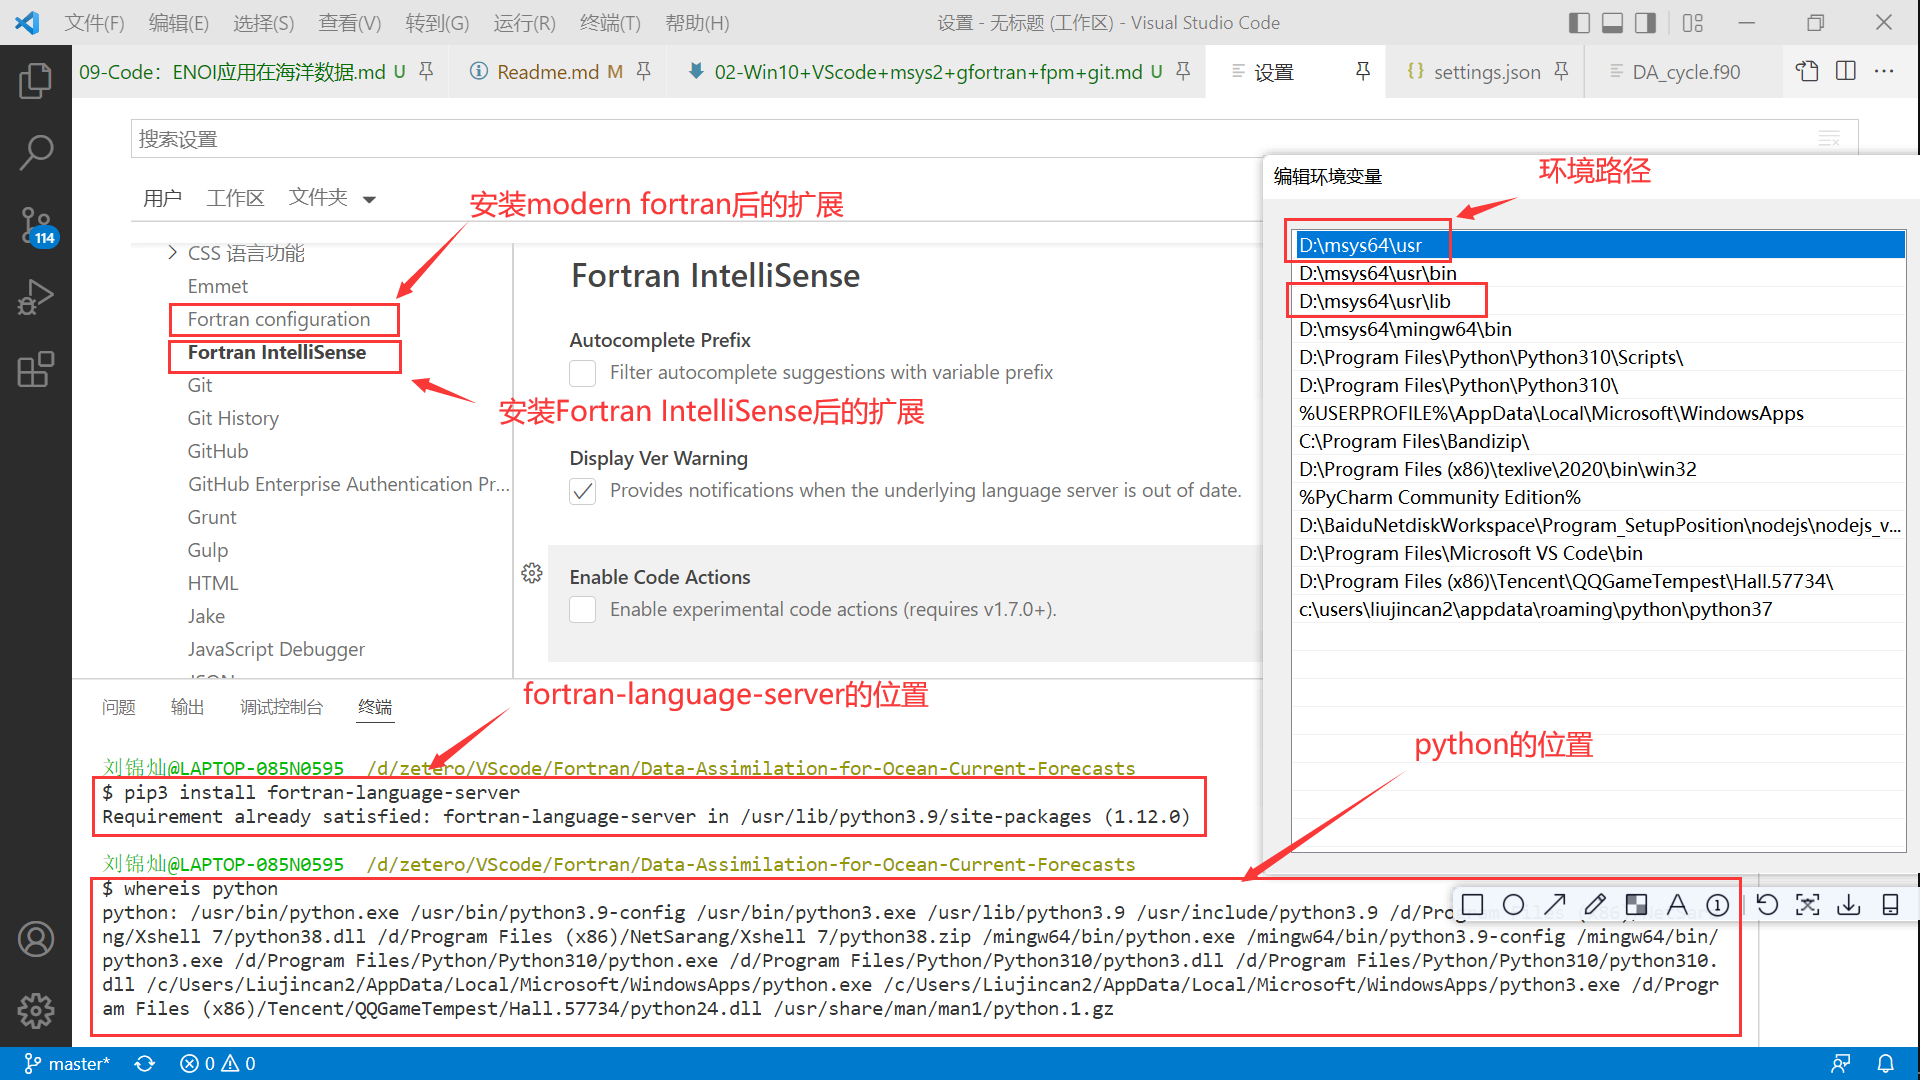 文件(F) 编辑(E) 选择(S) 查看(V) 转到(G) 运行(R) 终端(T) 帮助(H) 设置 - 无标题 (工作区) - Visual Studio Code
09-Code：ENOI应用在海洋数据.md U Readme.md M 02-Win10+VScode+msys2+gfortran+fpm+git.md U 设置 settings.json DA_cycle.f90
搜索设置
用户 工作区 文件夹
安装modern fortran后的扩展
CSS 语言功能
Emmet
Fortran configuration
Fortran IntelliSense
Git
Git History
GitHub
GitHub Enterprise Authentication Pr...
Grunt
Gulp
HTML
Jake
JavaScript Debugger
114
Fortran IntelliSense
Autocomplete Prefix
Filter autocomplete suggestions with variable prefix
安装Fortran IntelliSense后的扩展
Display Ver Warning
Provides notifications when the underlying language server is out of date.
Enable Code Actions
Enable experimental code actions (requires v1.7.0+).
编辑环境变量
环境路径
D:\msys64\usr
D:\msys64\usr\bin
D:\msys64\usr\lib
D:\msys64\mingw64\bin
D:\Program Files\Python\Python310\Scripts\
D:\Program Files\Python\Python310\
%USERPROFILE%\AppData\Local\Microsoft\WindowsApps
C:\Program Files\Bandizip\
D:\Program Files (x86)\texlive\2020\bin\win32
%PyCharm Community Edition%
D:\BaiduNetdiskWorkspace\Program_SetupPosition\nodejs\nodejs_v...
D:\Program Files\Microsoft VS Code\bin
D:\Program Files (x86)\Tencent\QQGameTempest\Hall.57734\
c:\users\liujincan2\appdata\roaming\python\python37
问题 输出 调试控制台 终端
fortran-language-server的位置
python的位置
刘锦灿@LAPTOP-085N0595 /d/zetero/VScode/Fortran/Data-Assimilation-for-Ocean-Current-Forecasts
$ pip3 install fortran-language-server
Requirement already satisfied: fortran-language-server in /usr/lib/python3.9/site-packages (1.12.0)
刘锦灿@LAPTOP-085N0595 /d/zetero/VScode/Fortran/Data-Assimilation-for-Ocean-Current-Forecasts
$ whereis python
python: /usr/bin/python.exe /usr/bin/python3.9-config /usr/bin/python3.exe /usr/lib/python3.9 /usr/include/python3.9
ng/Xshell 7/python38.dll /d/Program Files (x86)/NetSarang/Xshell 7/python38.zip /mingw64/bin/python.exe /mingw64/bin/python3.9-config /mingw64/bin/
python3.exe /d/Program Files/Python/Python310/python.exe /d/Program Files/Python/Python310/python3.dll /d/Program Files/Python/Python310/python310.
dll /c/Users/Liujincan2/AppData/Local/Microsoft/WindowsApps/python.exe /c/Users/Liujincan2/AppData/Local/Microsoft/WindowsApps/python3.exe /d/Progr
am Files (x86)/Tencent/QQGameTempest/Hall.57734/python24.dll /usr/share/man/man1/python.1.gz
master* 0 0